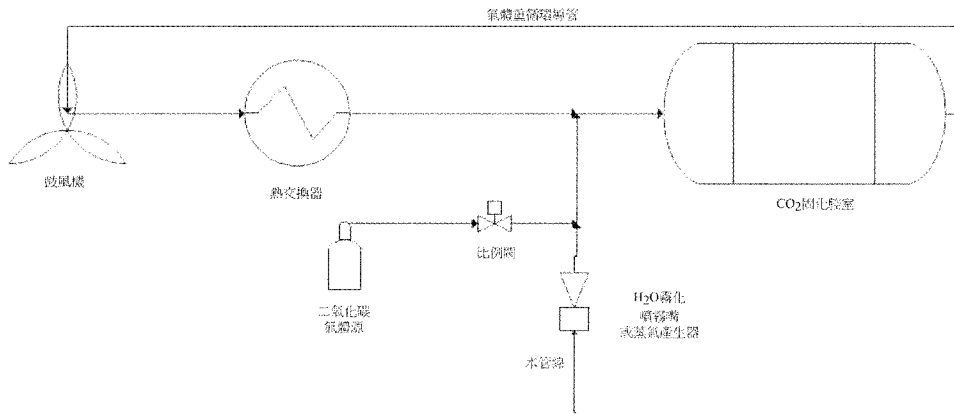 氣體重循環導管
鼓風機
熱交換器
CO₂固化腔室
比例閥
二氧化碳
氣體源
H₂O霧化
噴霧嘴
或蒸氣產生器
水管線